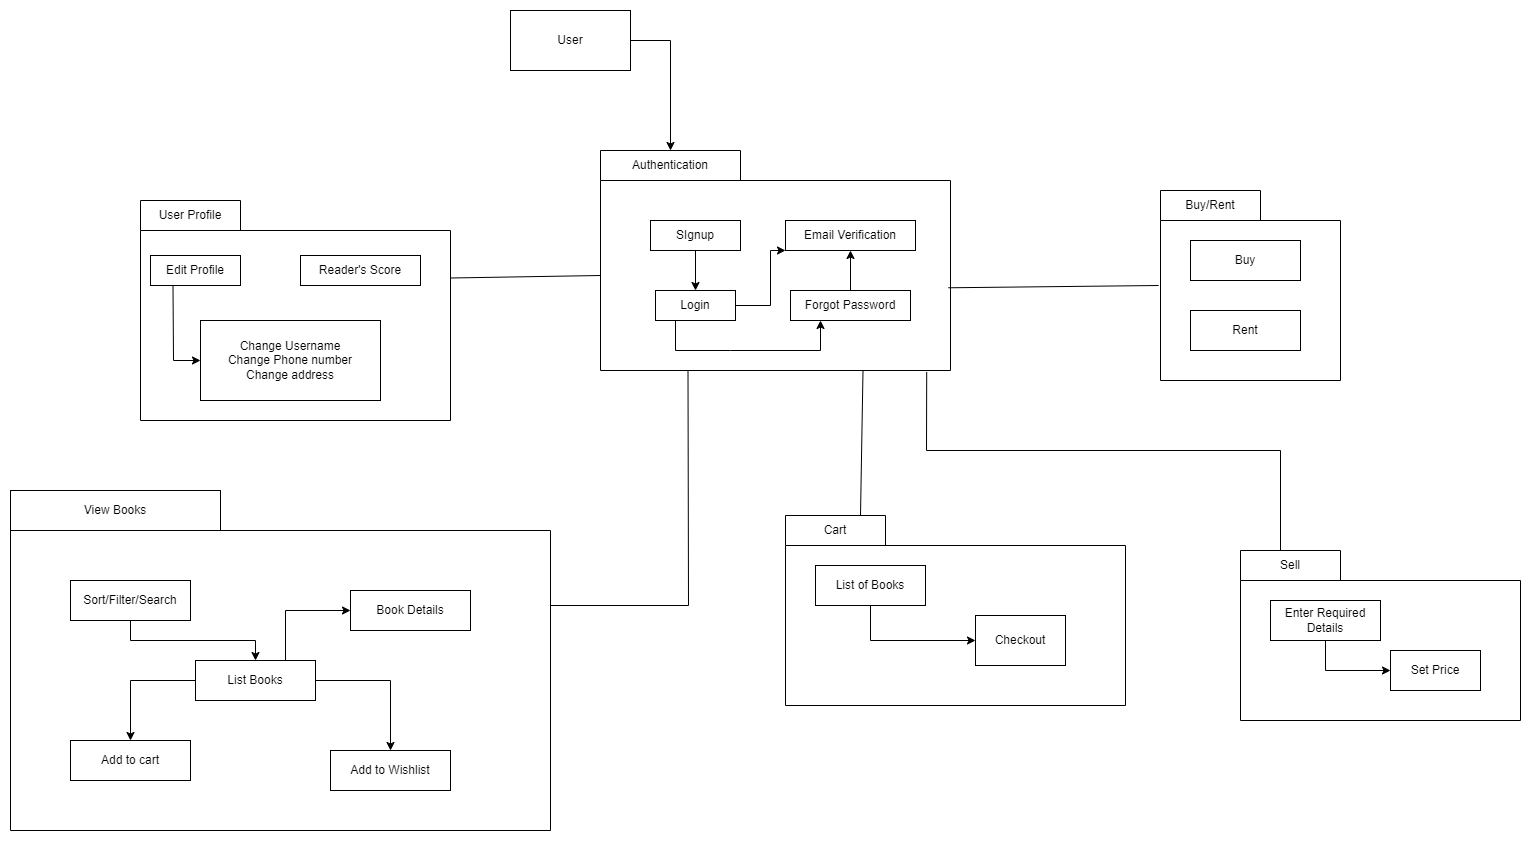 User
Authentication
SIgnup
Email Verification
Login
Forgot Password
User Profile
Edit Profile
Reader's Score
Change Username
Change Phone number
Change address
Buy/Rent
Buy
Rent
View Books
Sort/Filter/Search
Book Details
List Books
Add to cart
Add to Wishlist
Cart
List of Books
Checkout
Sell
Enter Required
Details
Set Price